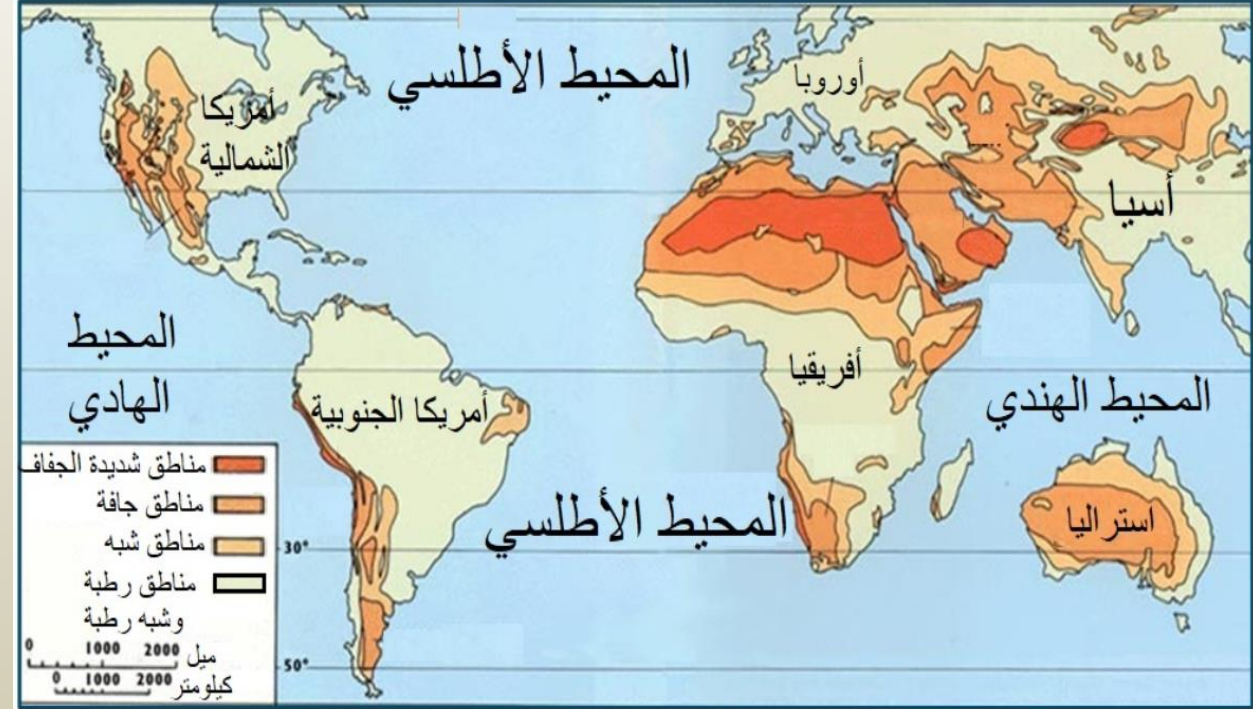 المحيط الأطلسي
أوروبا
أمريكا
الشمالية
أسيا
المحيط
الهادي
أفريقيا
المحيط الهندي
أمريكا الجنوبية
المحيط الأطلسي
استراليا
مناطق شديدة الجفاف
مناطق جافة
مناطق شبه
مناطق رطبة
وشبه رطبة
0 1000 2000 ميل
0 1000 2000 كيلومتر
30°
50°